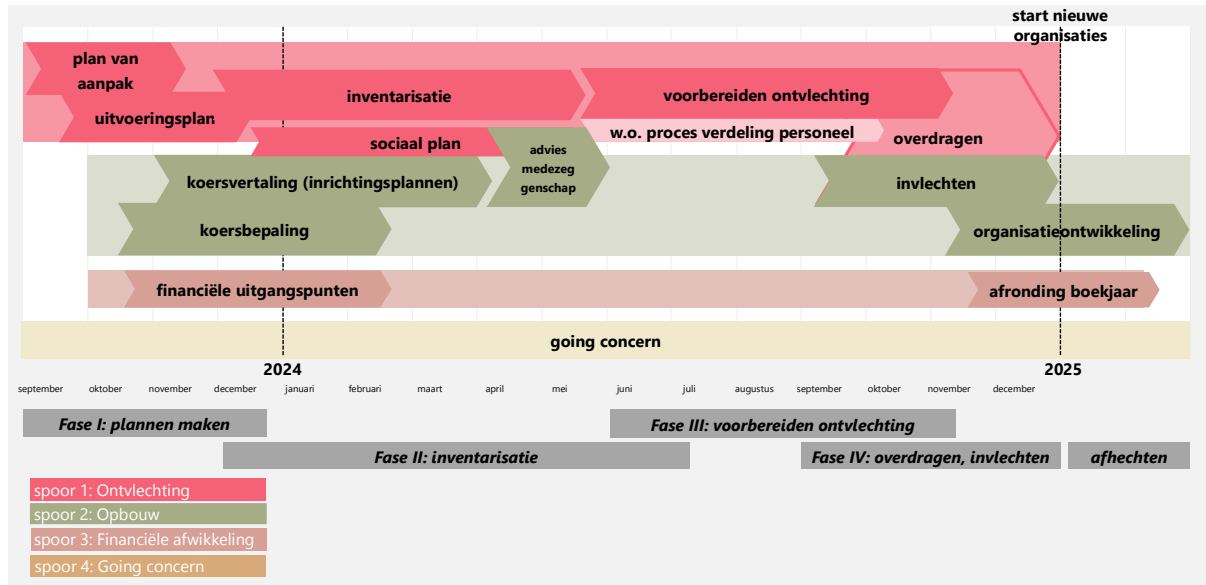 start nieuwe
organisaties
plan van
aanpak
inventarisatie
voorbereiden ontvlechting
uitvoeringsplan
w.o. proces verdeling personeel
sociaal plan
overdragen
advies
medezeg
genschap
koersvertaling (inrichtingsplannen)
invlechten
koersbepaling
organisatieontwikkeling
financiële uitgangspunten
afronding boekjaar
going concern
2024
2025
september oktober november december januari februari maart april mei juni juli augustus september oktober november december
Fase I: plannen maken
Fase III: voorbereiden ontvlechting
Fase II: inventarisatie
Fase IV: overdragen, invlechten
afhechten
spoor 1: Ontvlechting
spoor 2: Opbouw
spoor 3: Financiële afwikkeling
spoor 4: Going concern